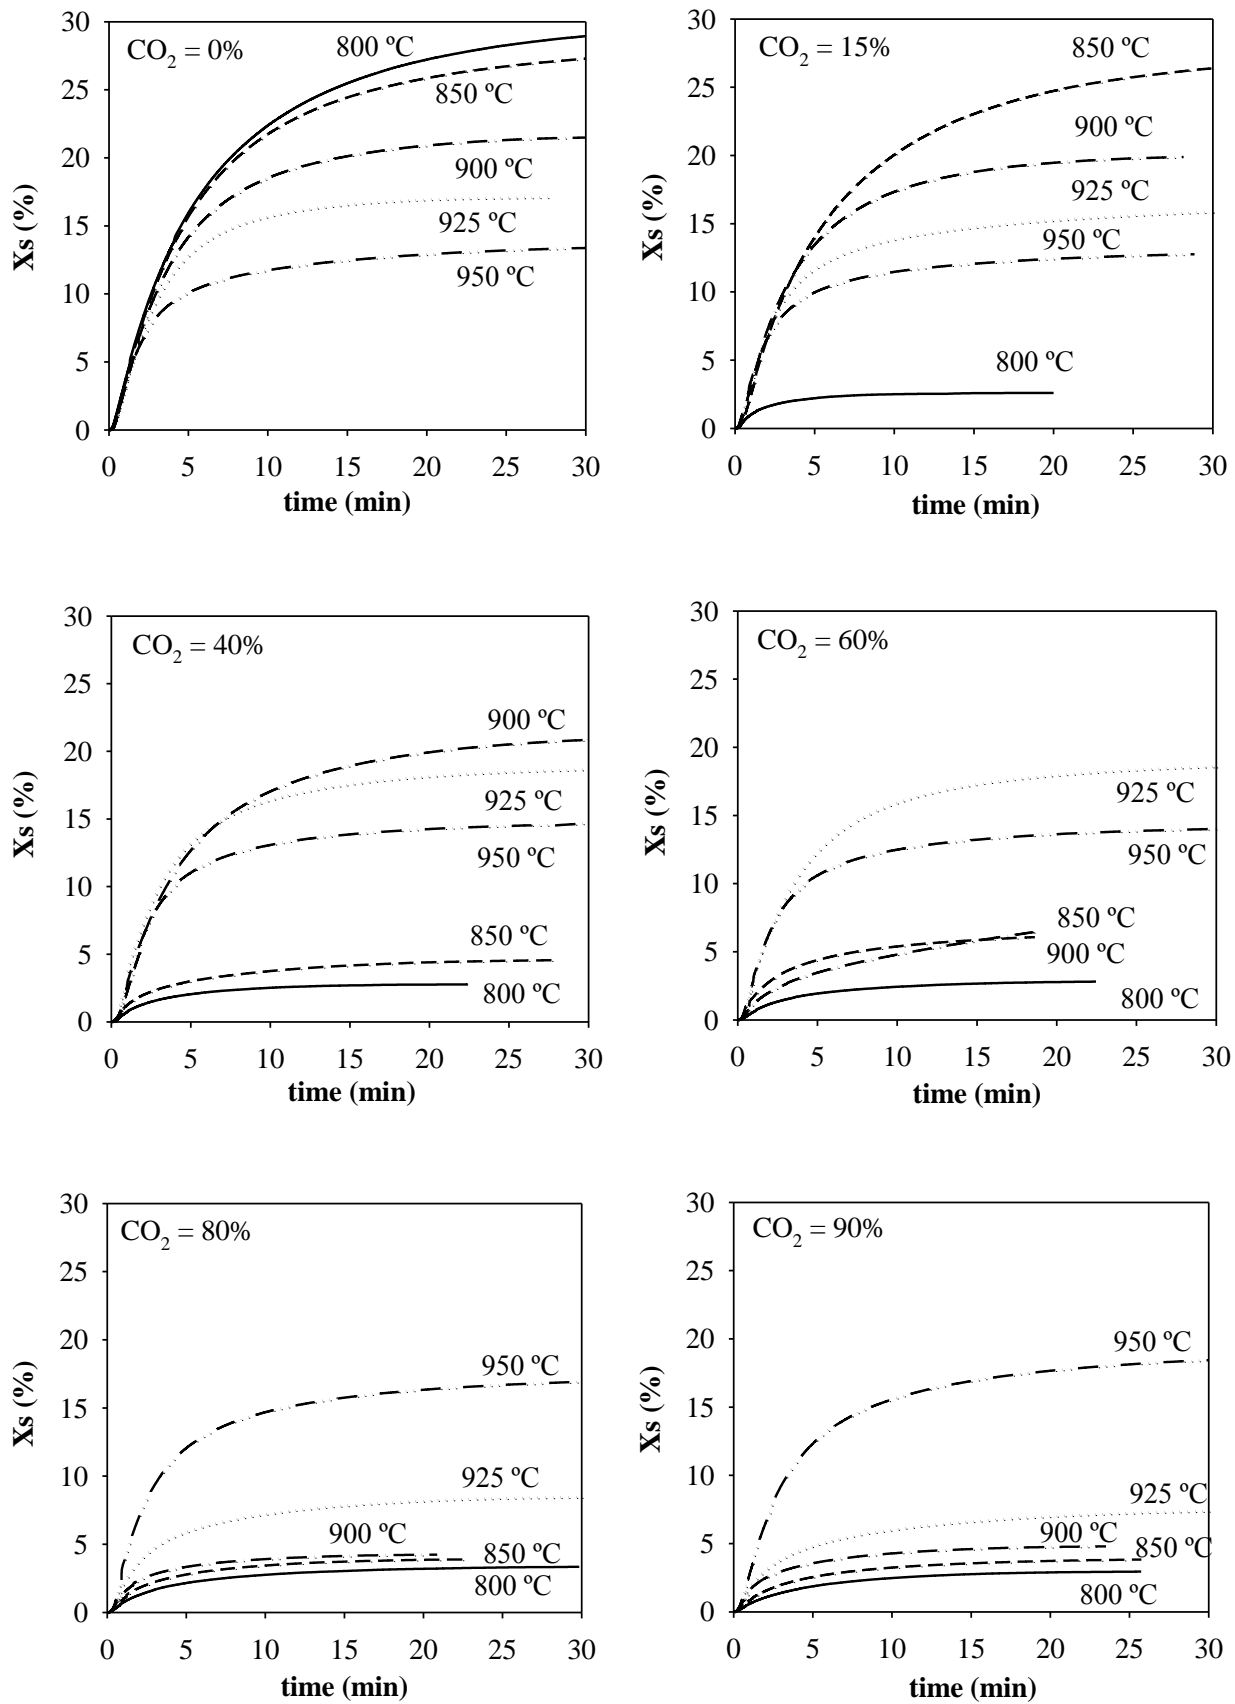 CO2 = 0%
800 ºC
850 ºC
900 ºC
925 ºC
950 ºC
30
25
20
15
10
5
0
Xs (%)
0 5 10 15 20 25 30
time (min)
CO2 = 15%
850 ºC
900 ºC
925 ºC
950 ºC
800 ºC
30
25
20
15
10
5
0
Xs (%)
0 5 10 15 20 25 30
time (min)
CO2 = 40%
900 ºC
925 ºC
950 ºC
850 ºC
800 ºC
30
25
20
15
10
5
0
Xs (%)
0 5 10 15 20 25 30
time (min)
CO2 = 60%
925 ºC
950 ºC
850 ºC
900 ºC
800 ºC
30
25
20
15
10
5
0
Xs (%)
0 5 10 15 20 25 30
time (min)
CO2 = 80%
950 ºC
925 ºC
900 ºC
850 ºC
800 ºC
30
25
20
15
10
5
0
Xs (%)
0 5 10 15 20 25 30
time (min)
CO2 = 90%
950 ºC
925 ºC
900 ºC
850 ºC
800 ºC
30
25
20
15
10
5
0
Xs (%)
0 5 10 15 20 25 30
time (min)